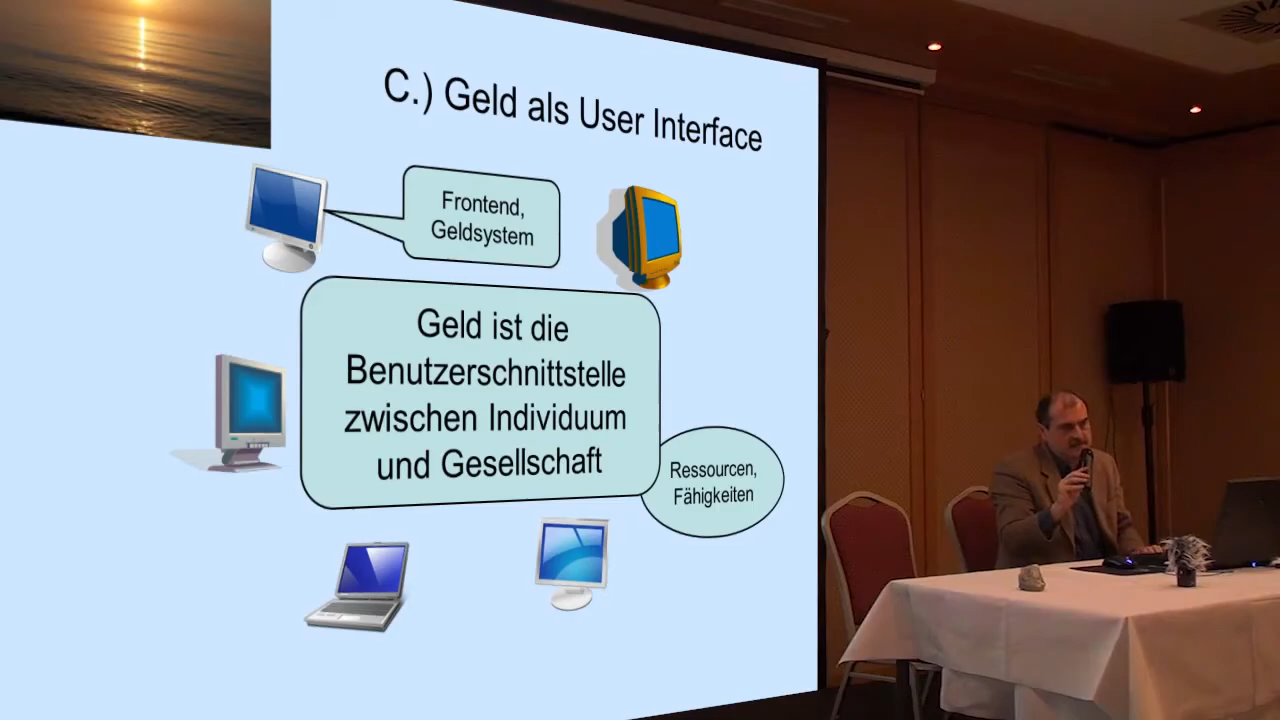 C.) Geld als User Interface
Frontend,
Geldsystem
Geld ist die
Benutzerschnittstelle
zwischen Individuum
und Gesellschaft
Ressourcen,
Fähigkeiten